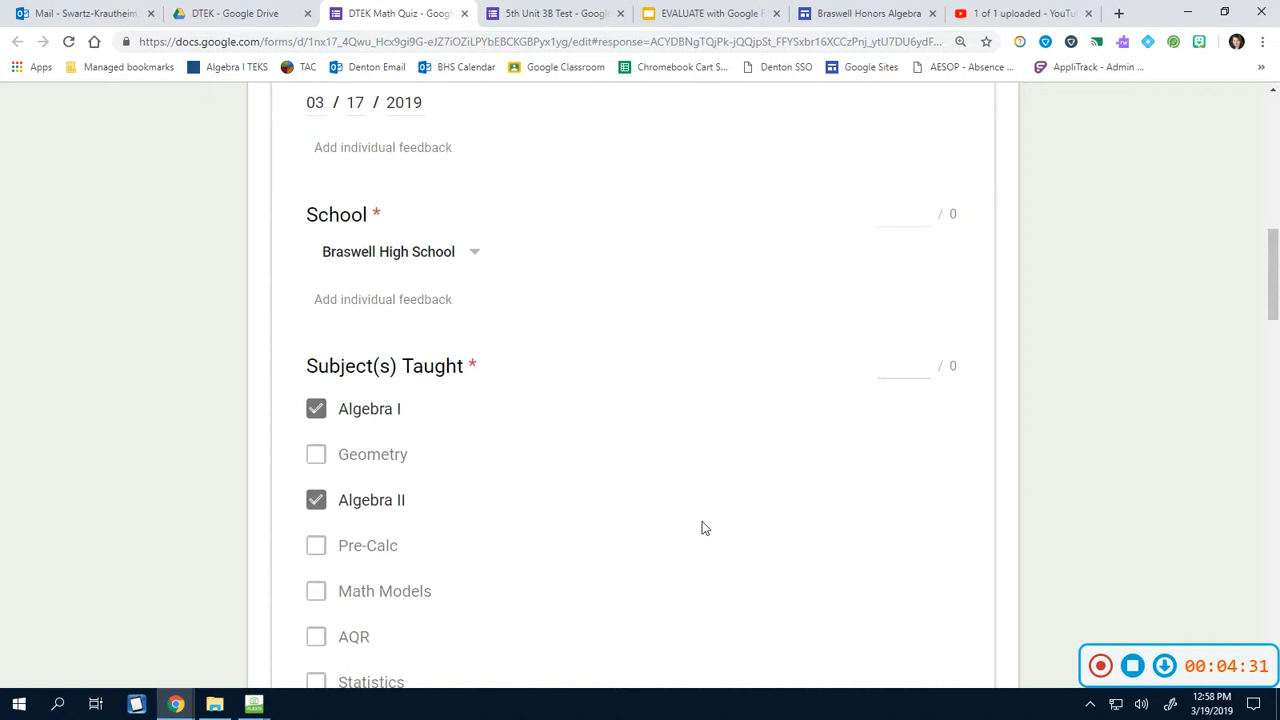 Mail - Swartz-Krautheim
DTEK - Google Drive
DTEK Math Quiz - Goog
5th Unit 3B Test - Goog
EVALUATE with Google
Braswell Honors Algebra
1 of 1 uploaded - YouTu
Apps
Managed bookmarks
Algebra I TEKS
TAC
Denton Email
BHS Calendar
Google Classroom
Chromebook Cart S...
Denton SSO
Google Sites
AESOP - Absence ...
AppliTrack - Admin ...
»
03 / 17 / 2019
Add individual feedback
School *
/ 0
Braswell High School
Add individual feedback
Subject(s) Taught *
/ 0
Algebra I
Geometry
Algebra II
Pre-Calc
Math Models
AQR
Statistics
00:04:31
12:58 PM
3/19/2019